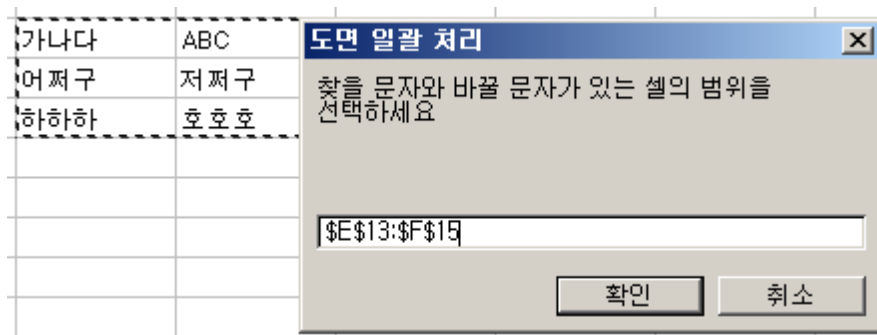 가나다 ABC
어쩌구 저쩌구
하하하 호호호
도면 일괄 처리
찾을 문자와 바꿀 문자가 있는 셀의 범위을
선택하세요
$E$13:$F$15
확인 취소